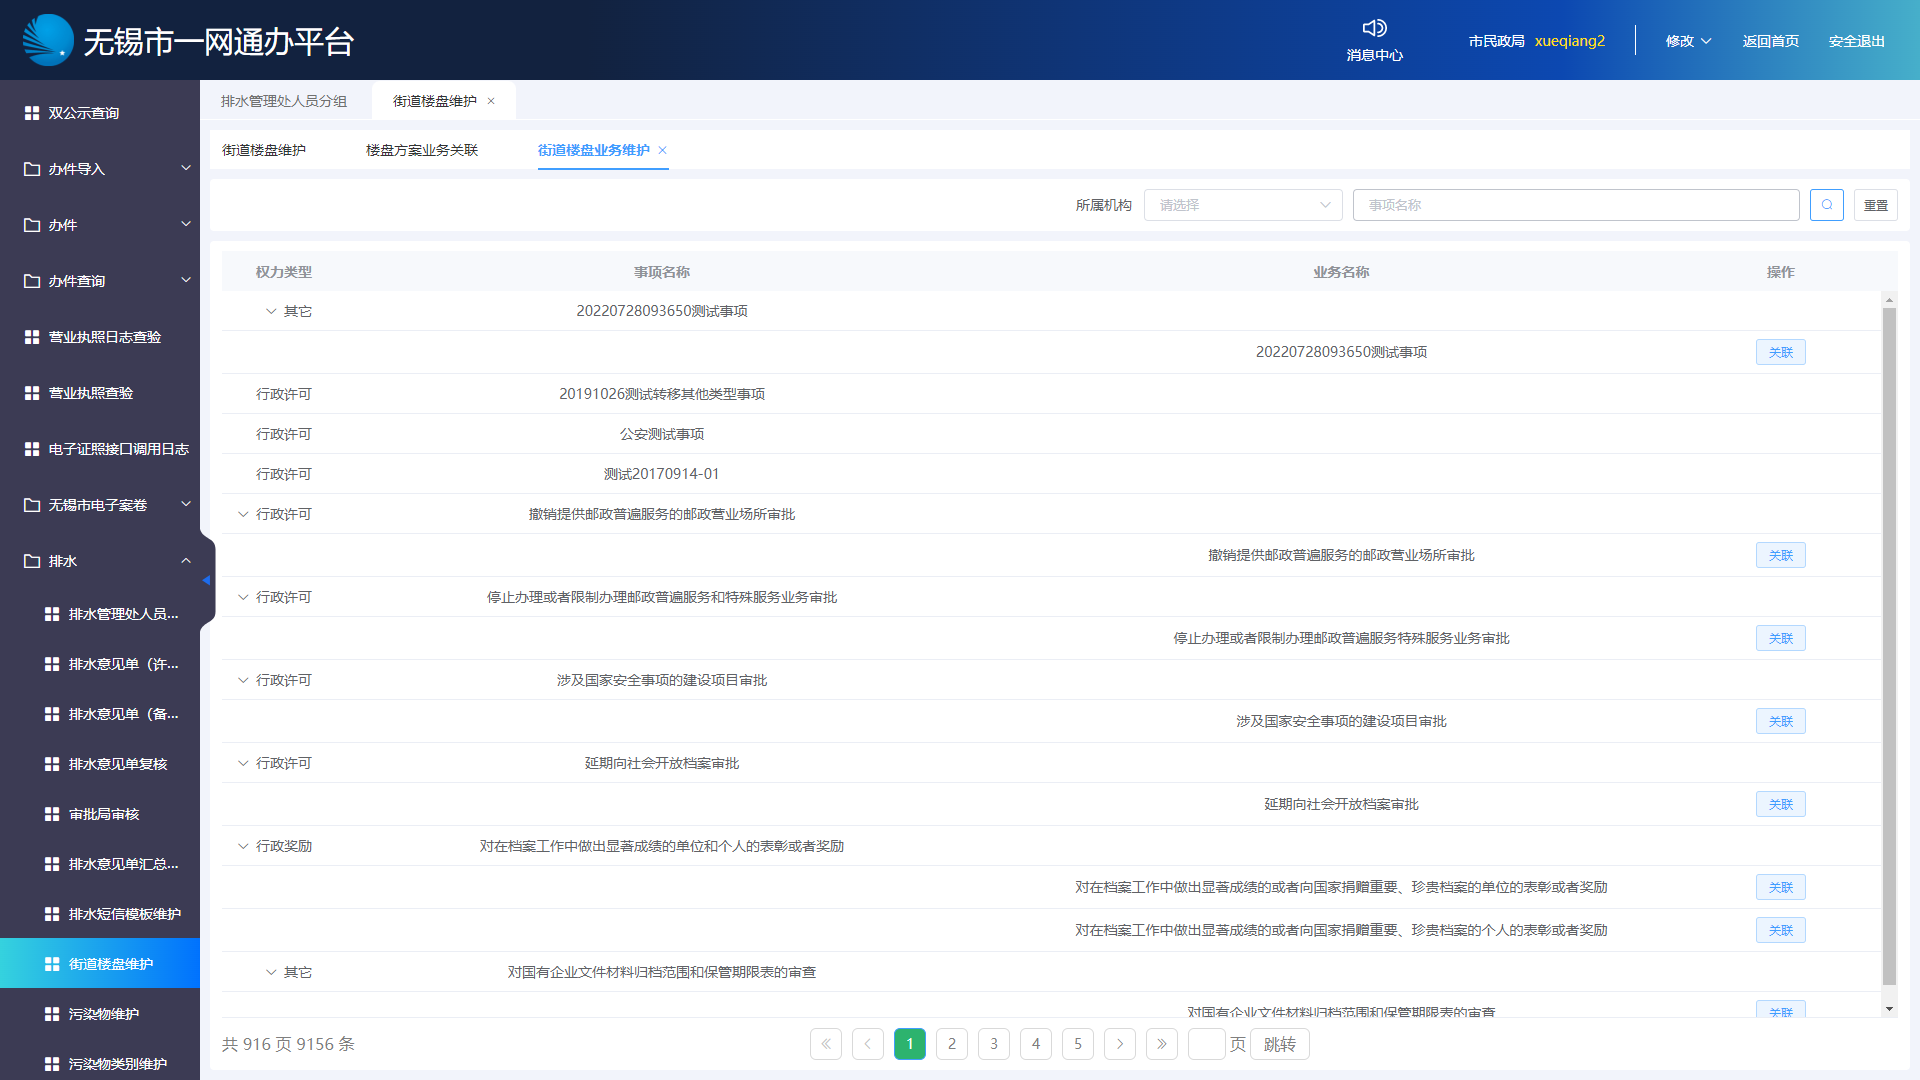 无锡市一网通办平台
消息中心
市民政局 xueqiang2
修改
返回首页
安全退出
双公示查询
办件导入
办件
办件查询
营业执照日志查验
营业执照查验
电子证照接口调用日志
无锡市电子案卷
排水
排水管理处人员...
排水意见单（许...
排水意见单（备...
排水意见单复核
审批局审核
排水意见单汇总...
排水短信模板维护
街道楼盘维护
污染物维护
污染物类别维护
排水管理处人员分组
街道楼盘维护
街道楼盘维护
楼盘方案业务关联
街道楼盘业务维护
所属机构 请选择 事项名称 重置
权力类型 事项名称 业务名称 操作
其它 20220728093650测试事项
20220728093650测试事项 关联
行政许可 20191026测试转移其他类型事项
行政许可 公安测试事项
行政许可 测试20170914-01
行政许可 撤销提供邮政普遍服务的邮政营业场所审批
撤销提供邮政普遍服务的邮政营业场所审批 关联
行政许可 停止办理或者限制办理邮政普遍服务和特殊服务业务审批
停止办理或者限制办理邮政普遍服务特殊服务业务审批 关联
行政许可 涉及国家安全事项的建设项目审批
涉及国家安全事项的建设项目审批 关联
行政许可 延期向社会开放档案审批
延期向社会开放档案审批 关联
行政奖励 对在档案工作中做出显著成绩的单位和个人的表彰或者奖励
对在档案工作中做出显著成绩的或者向国家捐赠重要、珍贵档案的单位的表彰或者奖励 关联
对在档案工作中做出显著成绩的或者向国家捐赠重要、珍贵档案的个人的表彰或者奖励 关联
其它 对国有企业文件材料归档范围和保管期限表的审查
对国有企业文件材料归档范围和保管期限表的审查 关联
共 916 页 9156 条
1 2 3 4 5 页 跳转